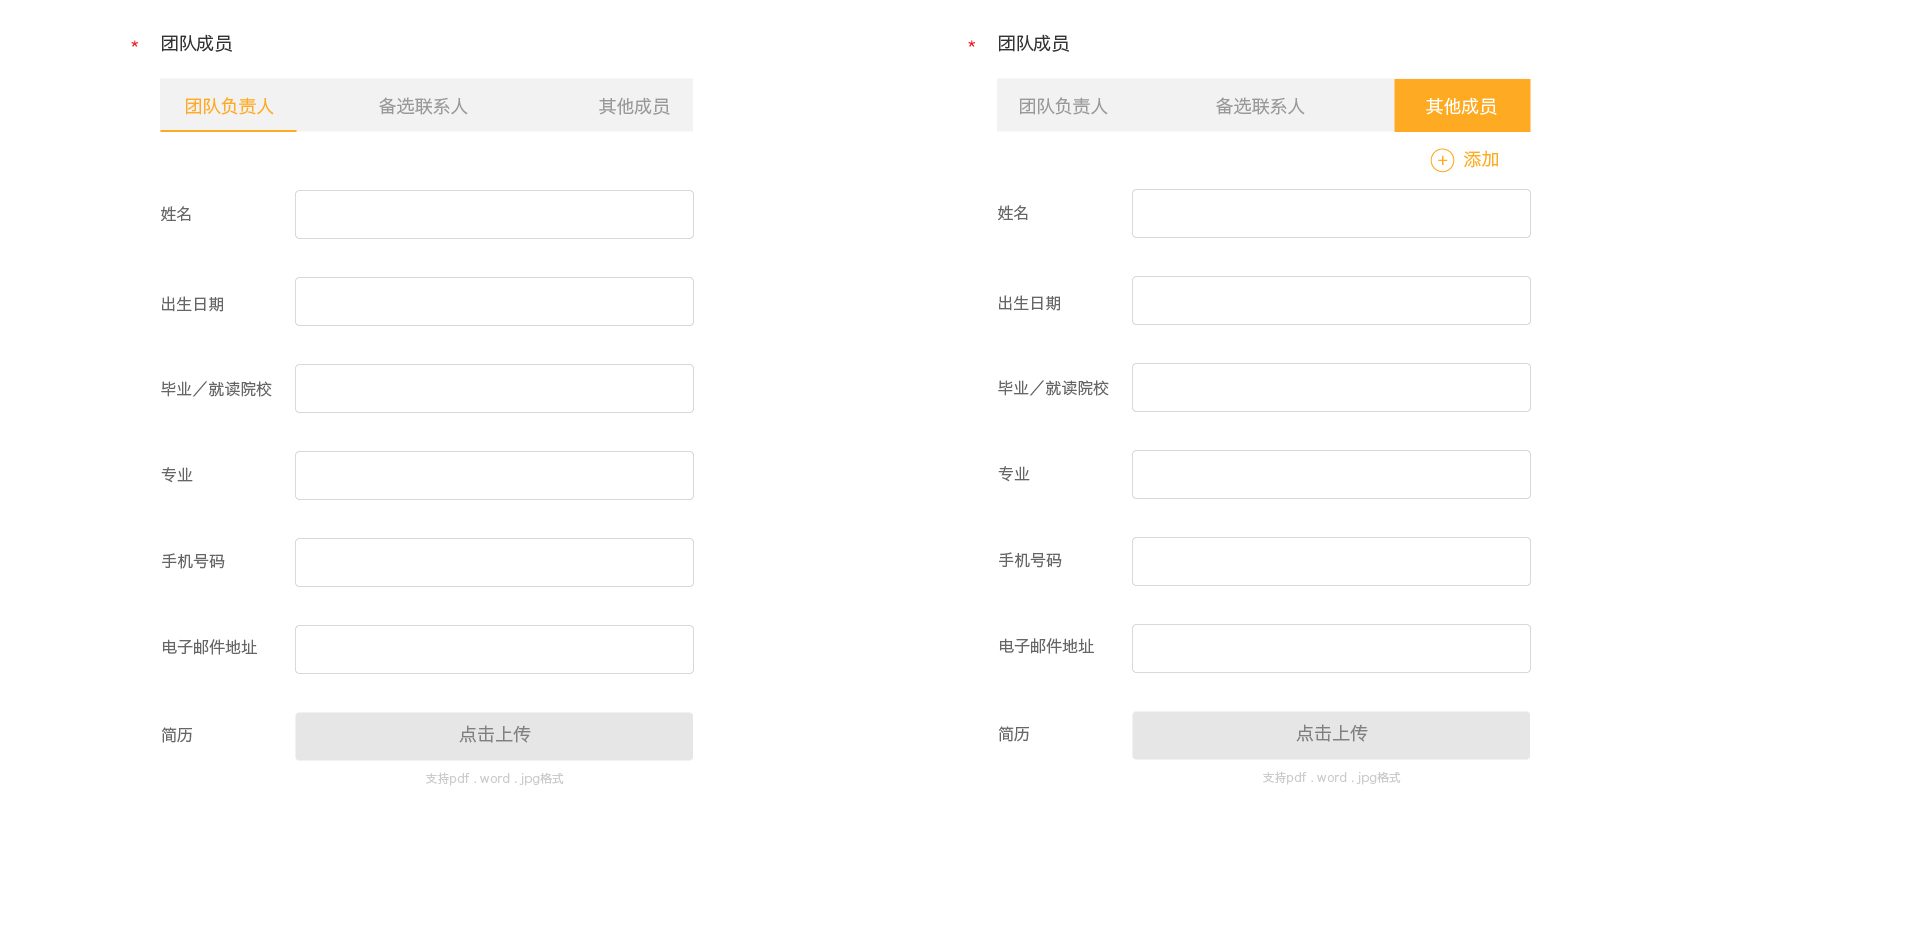 * 团队成员
团队负责人 备选联系人 其他成员
姓名
出生日期
毕业／就读院校
专业
手机号码
电子邮件地址
简历 点击上传
支持pdf . word . jpg格式
* 团队成员
团队负责人 备选联系人 其他成员
+ 添加
姓名
出生日期
毕业／就读院校
专业
手机号码
电子邮件地址
简历 点击上传
支持pdf . word . jpg格式